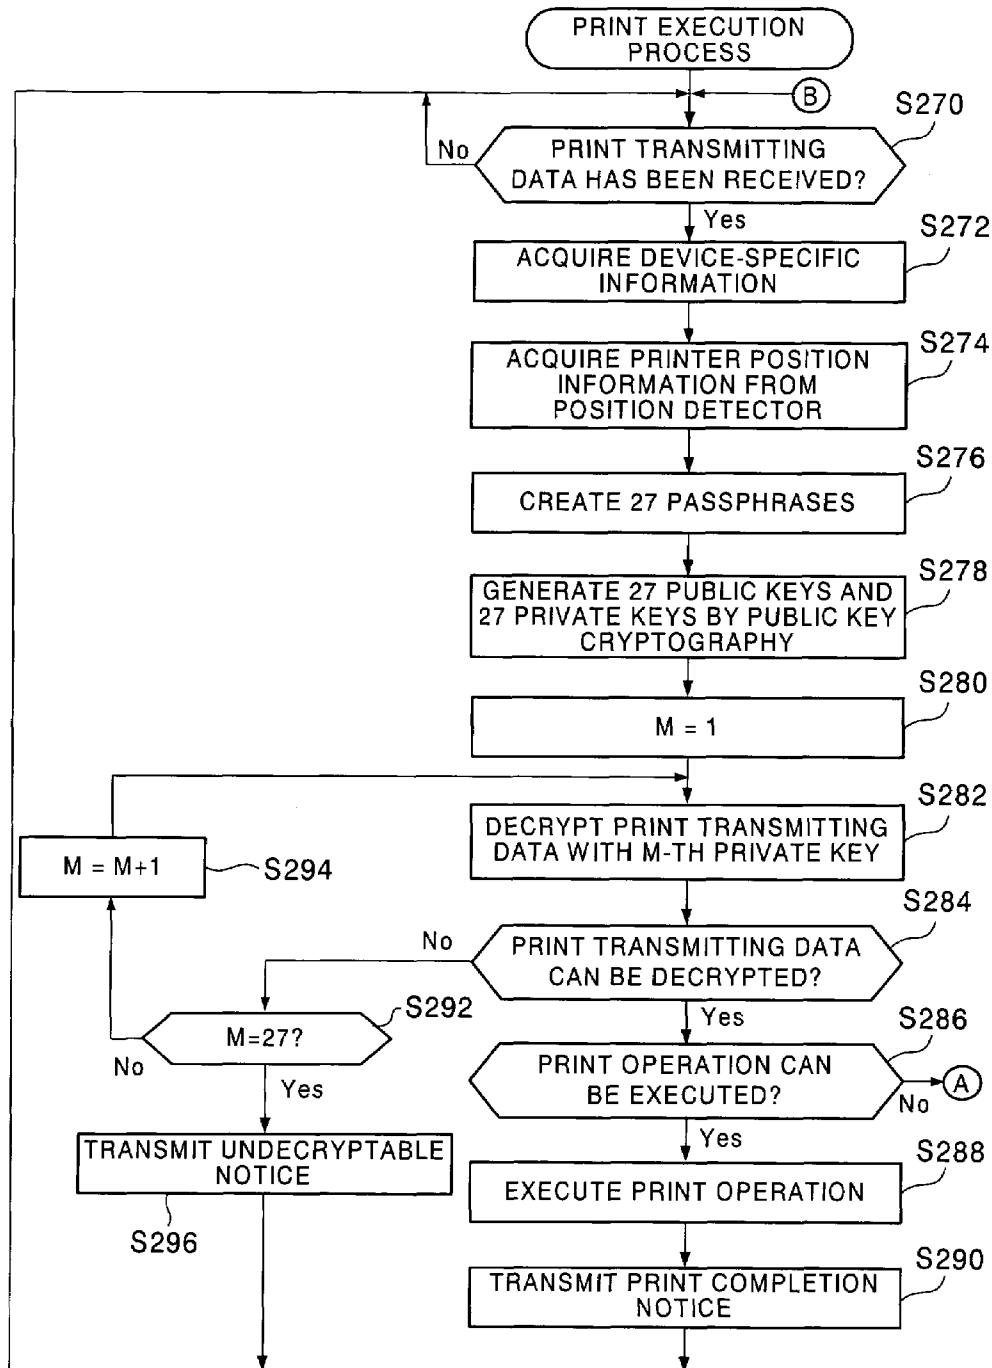 PRINT EXECUTION
PROCESS
B
S270
No
PRINT TRANSMITTING
DATA HAS BEEN RECEIVED?
Yes
S272
ACQUIRE DEVICE-SPECIFIC
INFORMATION
S274
ACQUIRE PRINTER POSITION
INFORMATION FROM
POSITION DETECTOR
S276
CREATE 27 PASSPHRASES
S278
GENERATE 27 PUBLIC KEYS AND
27 PRIVATE KEYS BY PUBLIC KEY
CRYPTOGRAPHY
S280
M = 1
S282
DECRYPT PRINT TRANSMITTING
DATA WITH M-TH PRIVATE KEY
M = M+1
S294
S284
No
PRINT TRANSMITTING DATA
CAN BE DECRYPTED?
Yes
S292
M=27?
No
Yes
S286
PRINT OPERATION CAN
BE EXECUTED?
A
No
Yes
TRANSMIT UNDECRYPTABLE
NOTICE
S296
S288
EXECUTE PRINT OPERATION
S290
TRANSMIT PRINT COMPLETION
NOTICE